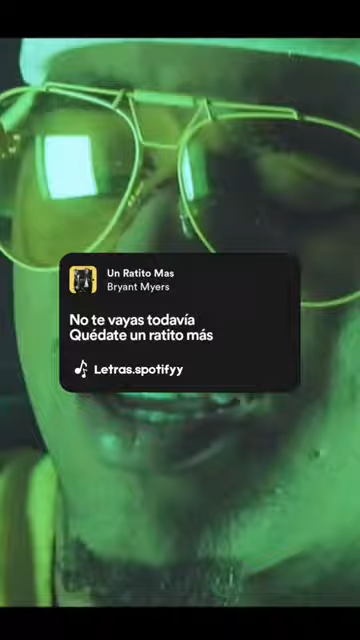 Un Ratito Mas
Bryant Myers
No te vayas todavía
Quédate un ratito más
Letras.spotifyy